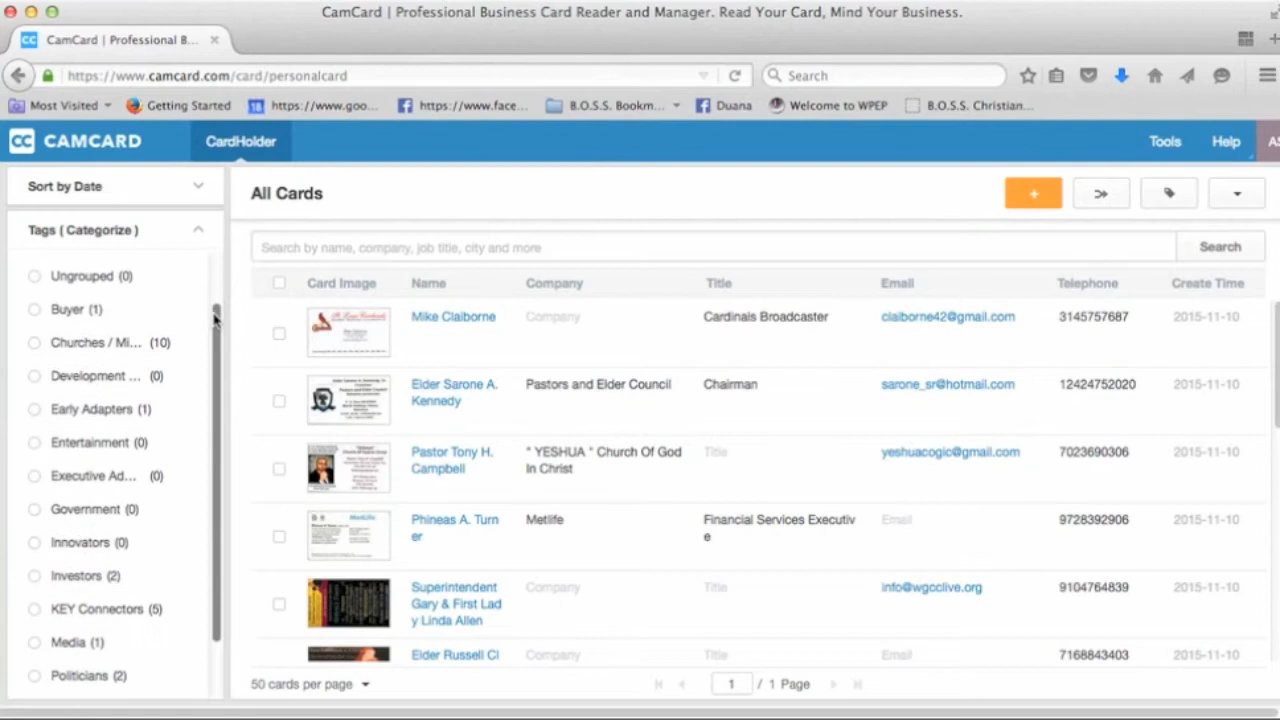 CamCard | Professional Business Card Reader and Manager. Read Your Card, Mind Your Business.
CC CamCard | Professional B...
https://www.camcard.com/card/personalcard
Search
Most Visited
Getting Started
18 https://www.goo...
https://www.face...
B.O.S.S. Bookm...
Duana
Welcome to WPEP
B.O.S.S. Christian...
CC CAMCARD
CardHolder
Tools
Help
AS
Sort by Date
Tags ( Categorize )
Ungrouped (0)
Buyer (1)
Churches / Mi... (10)
Development ... (0)
Early Adapters (1)
Entertainment (0)
Executive Ad... (0)
Government (0)
Innovators (0)
Investors (2)
KEY Connectors (5)
Media (1)
Politicians (2)
All Cards
+
Search by name, company, job title, city and more
Search
Card Image Name Company Title Email Telephone Create Time
Mike Claiborne Company Cardinals Broadcaster claiborne42@gmail.com 3145757687 2015-11-10
Elder Sarone A. Pastors and Elder Council Chairman sarone_sr@hotmail.com 12424752020 2015-11-10
Kennedy
Pastor Tony H. " YESHUA " Church Of God Title yeshuacogic@gmail.com 7023690306 2015-11-10
Campbell In Christ
Phineas A. Turn Metlife Financial Services Executiv Email 9728392906 2015-11-10
er e
Superintendent Company Title info@wgcclive.org 9104764839 2015-11-10
Gary & First Lad
y Linda Allen
Elder Russell Cl Company Title Email 7168843403 2015-11-10
50 cards per page
1 / 1 Page